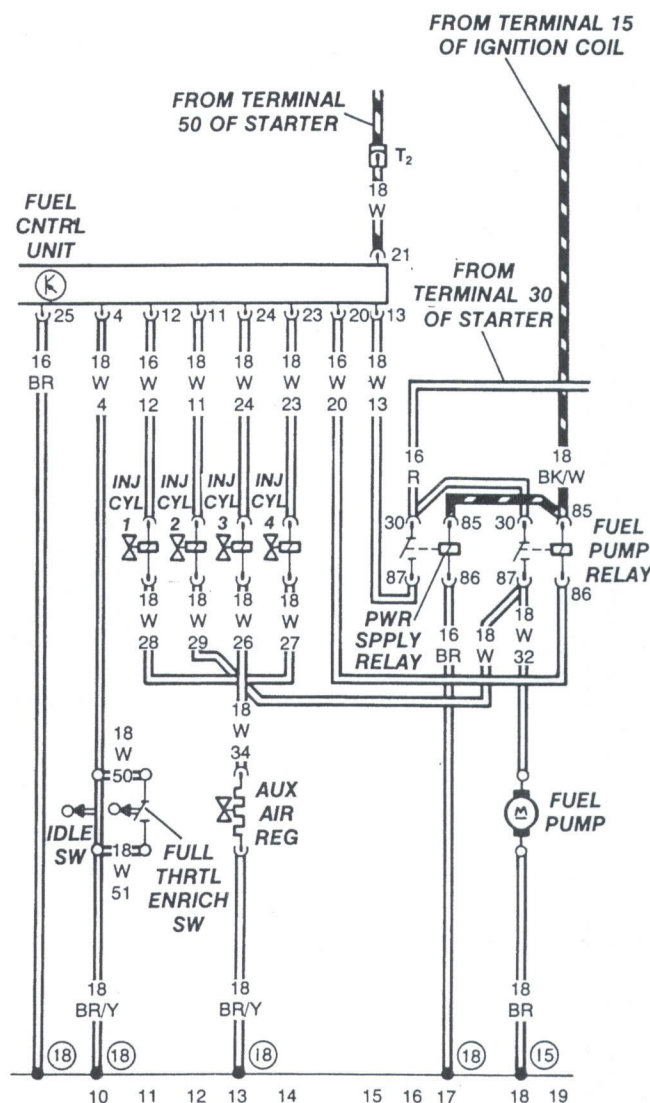 FROM TERMINAL 15
OF IGNITION COIL
FROM TERMINAL
50 OF STARTER
T2
18
W
FUEL
CNTRL
UNIT
21
FROM
TERMINAL 30
OF STARTER
25 4 12 11 24 23 20 13
16 18 16 18 18 18 16 18
BR W W W W W W W
4 12 11 24 23 20 13
16 18
R BK/W
INJ INJ INJ INJ
CYL CYL CYL CYL
1 2 3 4
30 85 30 85
FUEL
PUMP
RELAY
87 86 87 86
PWR
SPPLY
RELAY
18 18 18 18
W W W W
28 29 26 27
16 18 18
BR W W
32
18
W
34
18
W
50
AUX
AIR
REG
IDLE
SW
FUEL
PUMP
M
18
W
51
FULL
THRTL
ENRICH
SW
18 18 18
BR/Y BR/Y BR
18 18 18 18 15
10 11 12 13 14 15 16 17 18 19